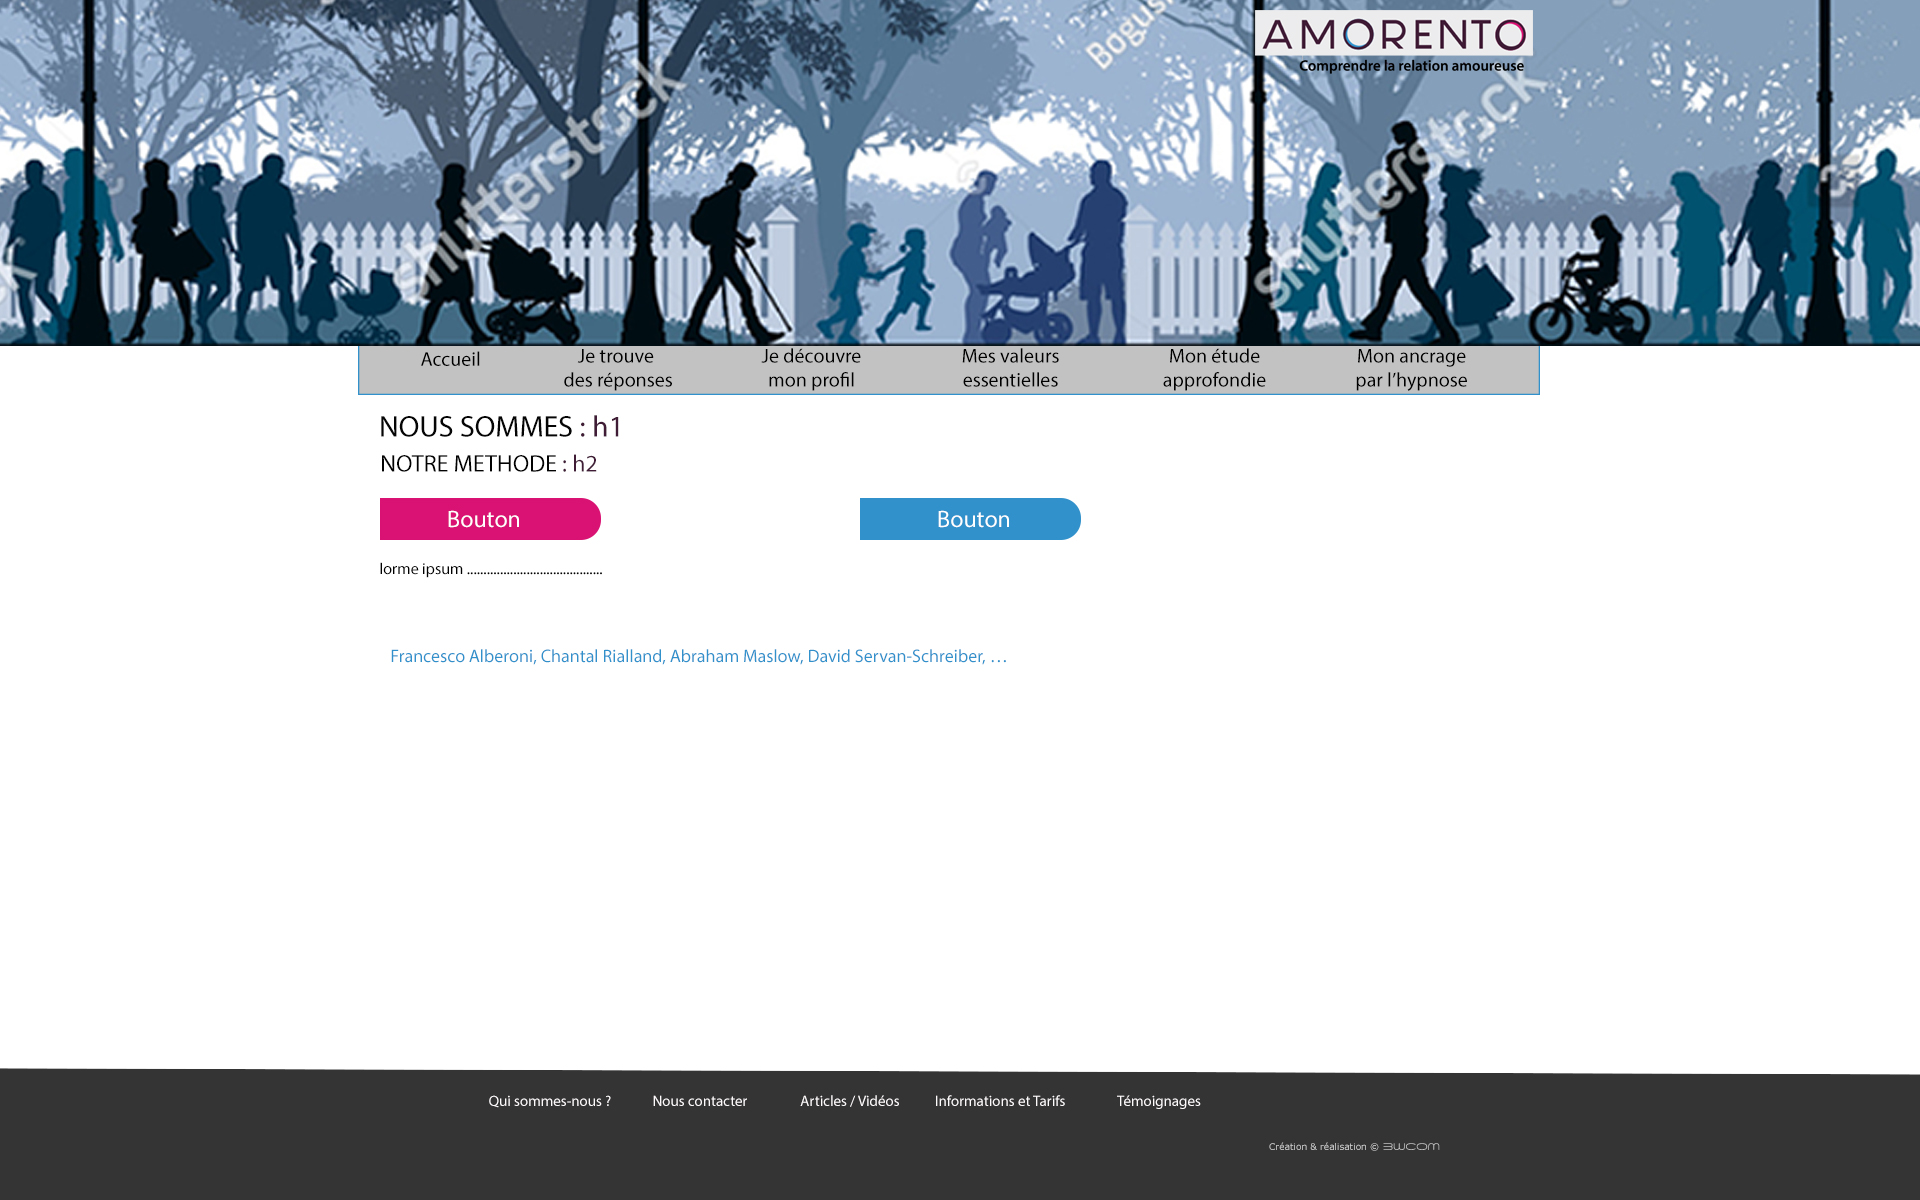 Bogus
AMORENTO
Comprendre la relation amoureuse
shutterstock
shutterstock
Accueil
Je trouve
des réponses
Je découvre
mon profil
Mes valeurs
essentielles
Mon étude
approfondie
Mon ancrage
par l’hypnose
NOUS SOMMES : h1
NOTRE METHODE : h2
Bouton
Bouton
lorme ipsum .........................................
Francesco Alberoni, Chantal Rialland, Abraham Maslow, David Servan-Schreiber, …
Qui sommes-nous ?
Nous contacter
Articles / Vidéos
Informations et Tarifs
Témoignages
Création & réalisation © 3WCOM